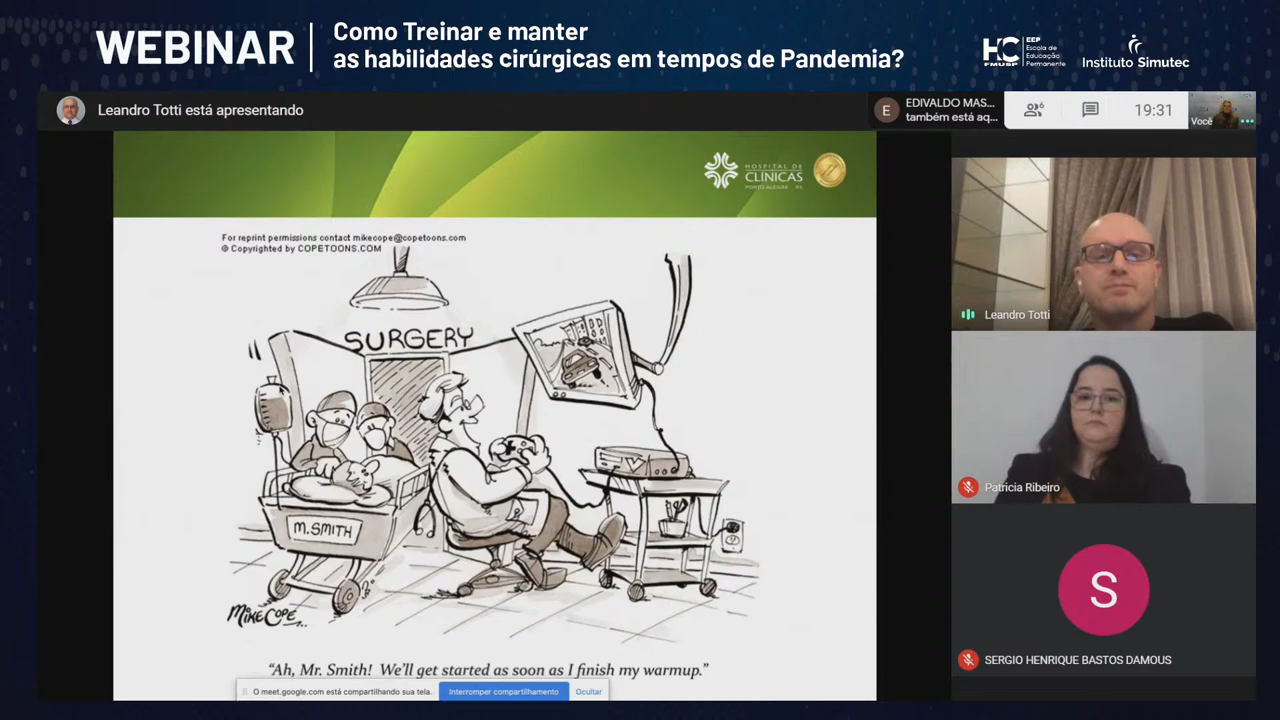 WEBINAR
Como Treinar e manter
as habilidades cirúrgicas em tempos de Pandemia?
HC
FMUSP
EEP
Escola de
Educação
Permanente
Instituto Simutec
Leandro Totti está apresentando
E
EDIVALDO MAS...
também está aq...
6
19:31
Você
HOSPITAL DE
CLÍNICAS
PORTO ALEGRE RS
For reprint permissions contact mikecope@copetoons.com
© Copyrighted by COPETOONS.COM
SURGERY
M. SMITH
MIKE COPE
"Ah, Mr. Smith! We'll get started as soon as I finish my warmup."
O meet.google.com está compartilhando sua tela.
Interromper compartilhamento
Ocultar
Leandro Totti
Patricia Ribeiro
S
SERGIO HENRIQUE BASTOS DAMOUS